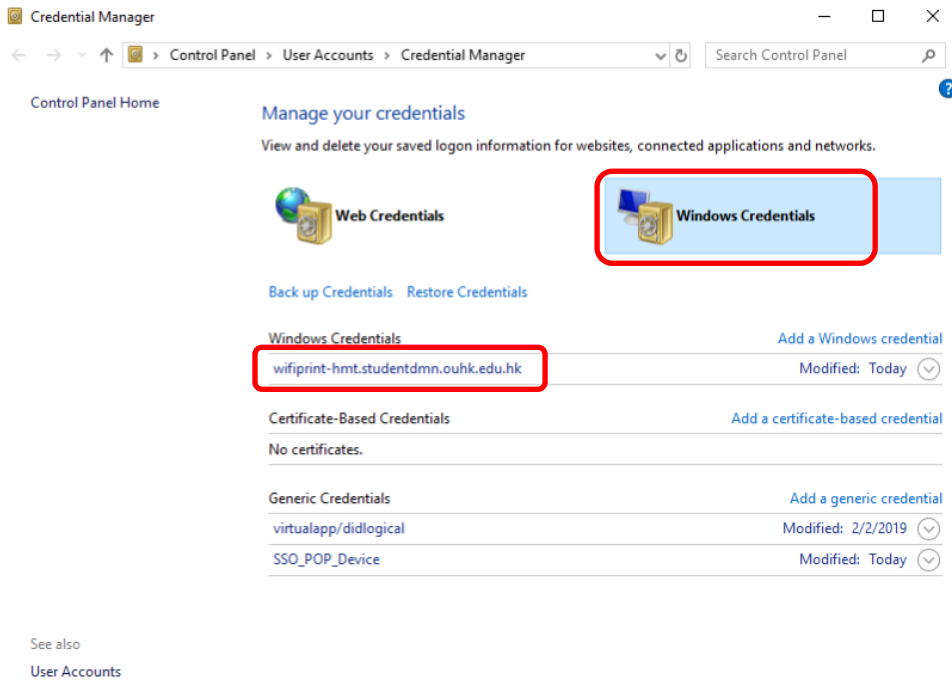 Credential Manager
Control Panel > User Accounts > Credential Manager
Search Control Panel
Control Panel Home
?
Manage your credentials
View and delete your saved logon information for websites, connected applications and networks.
Web Credentials
Windows Credentials
Back up Credentials Restore Credentials
Windows Credentials Add a Windows credential
wifiprint-hmt.studentdmn.ouhk.edu.hk Modified: Today
Certificate-Based Credentials Add a certificate-based credential
No certificates.
Generic Credentials Add a generic credential
virtualapp/didlogical Modified: 2/2/2019
SSO_POP_Device Modified: Today
See also
User Accounts